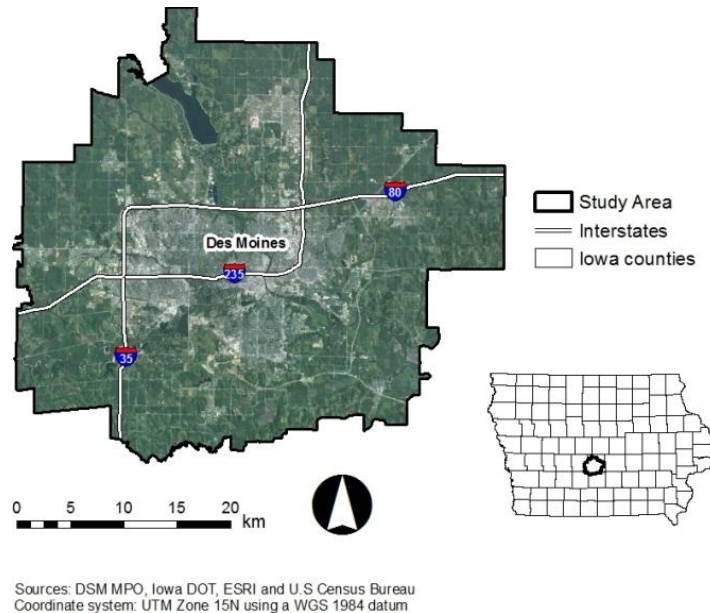 80
Des Moines
235
35
Study Area
Interstates
Iowa counties
0 5 10 20
km
Sources: DSM MPO, Iowa DOT, ESRI and U.S Census Bureau
Coordinate system: UTM Zone 15N using a WGS 1984 datum